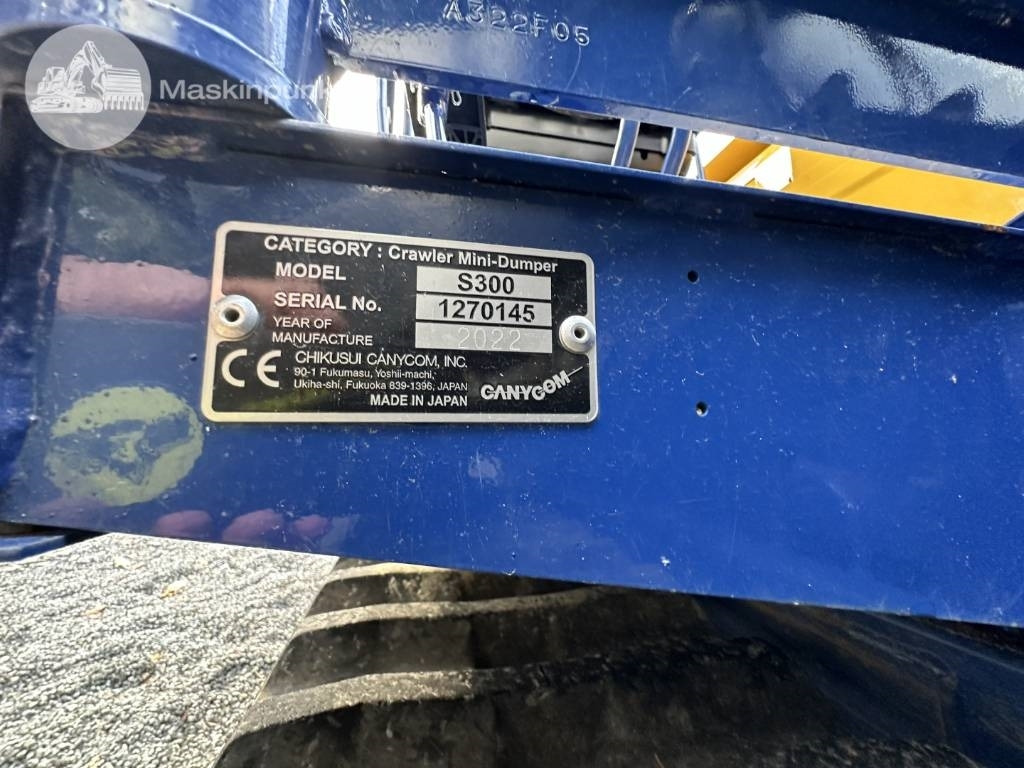 A322F05
Maskinpun
CATEGORY : Crawler Mini-Dumper
MODEL S300
SERIAL No. 1270145
YEAR OF
MANUFACTURE 2022
CE CHIKUSUI CANYCOM, INC.
90-1 Fukumasu, Yoshii-machi,
Ukiha-shi, Fukuoka 839-1396, JAPAN
MADE IN JAPAN
CANYCOM